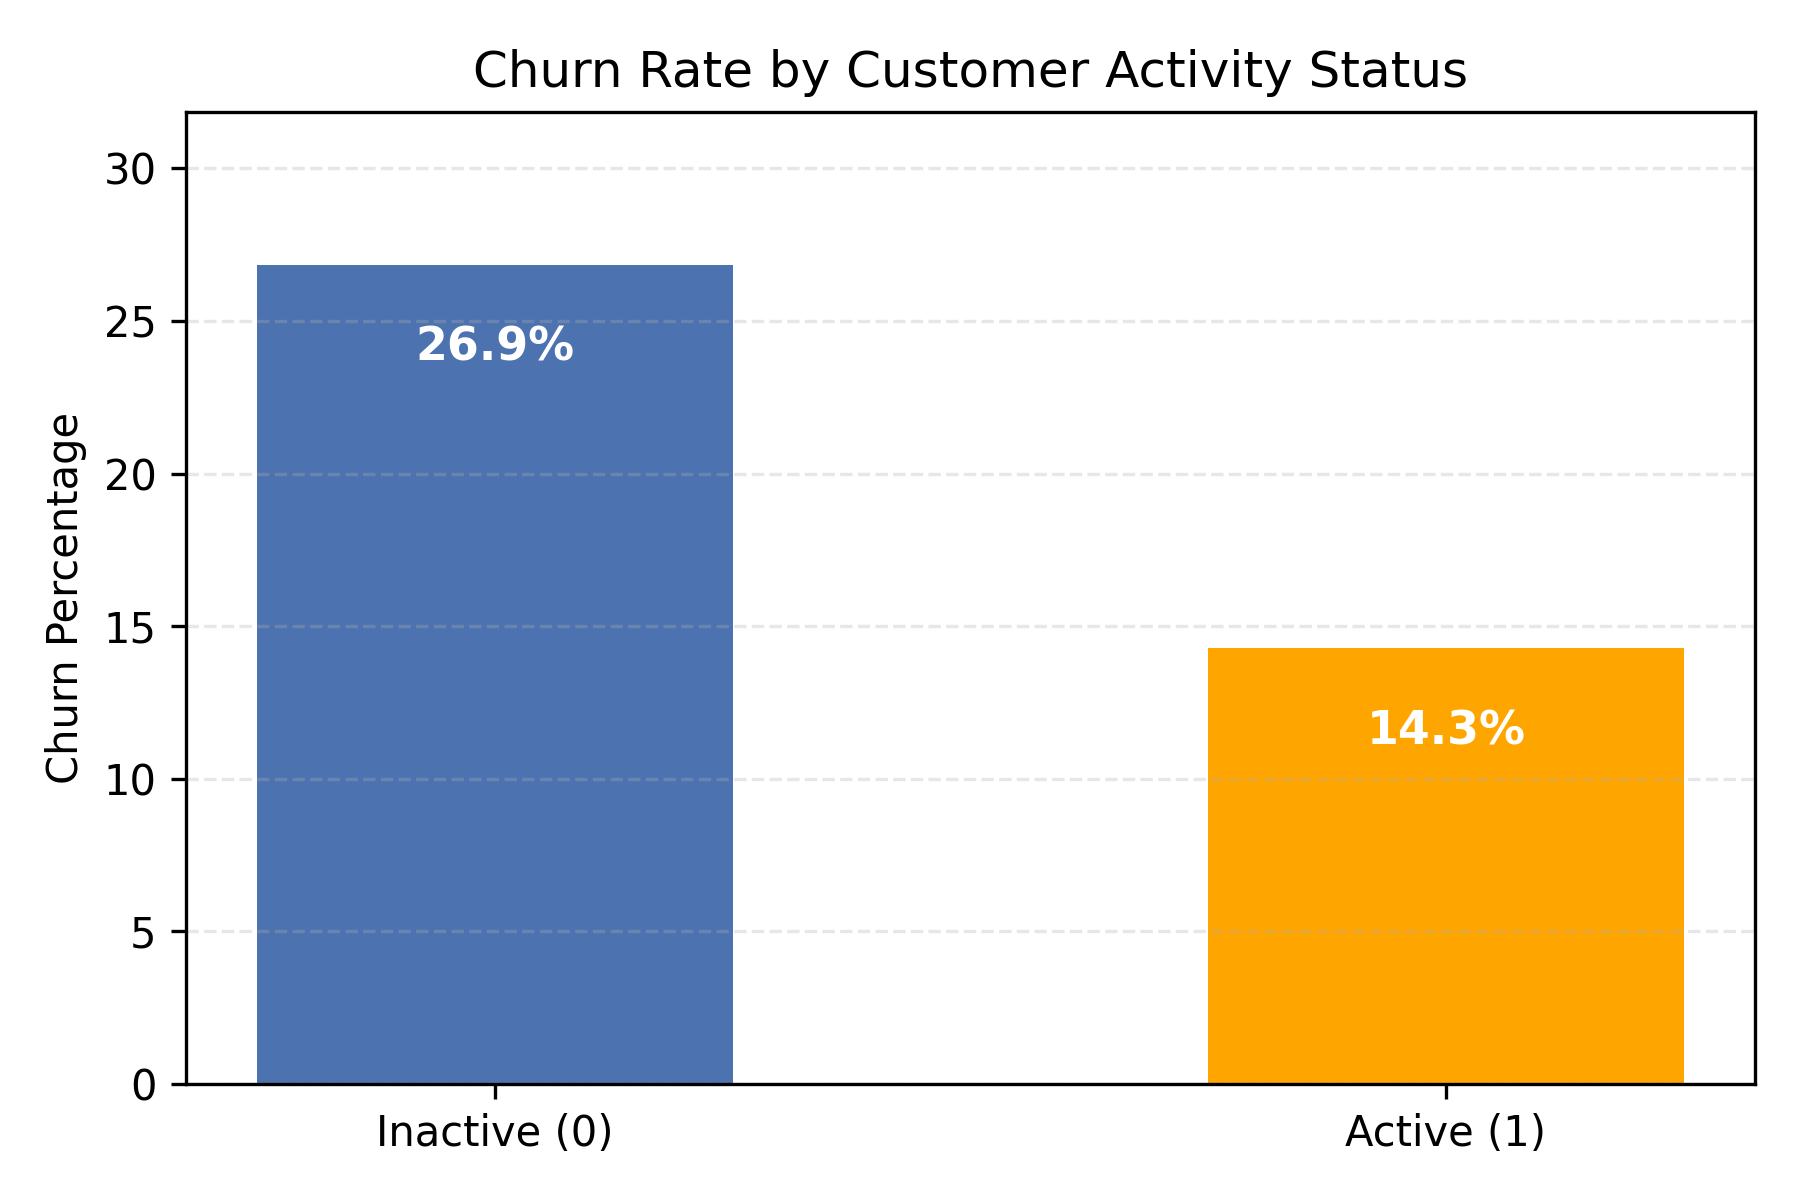 Churn Rate by Customer Activity Status
Churn Percentage
30
25
20
15
10
5
0
26.9%
14.3%
Inactive (0)
Active (1)